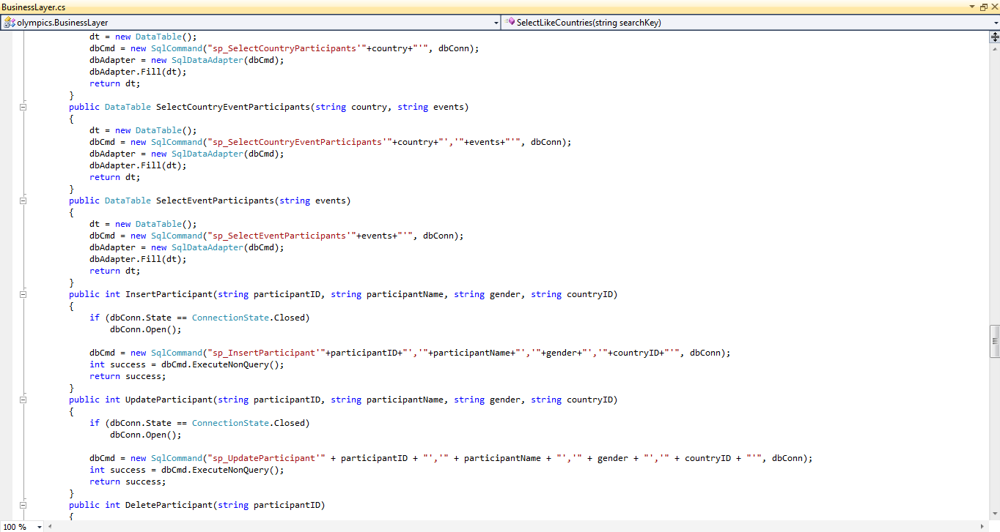 BusinessLayer.cs
olympics.BusinessLayer
SelectLikeCountries(string searchKey)
dt = new DataTable();
dbCmd = new SqlCommand("sp_SelectCountryParticipants'"+country+"'", dbConn);
dbAdapter = new SqlDataAdapter(dbCmd);
dbAdapter.Fill(dt);
return dt;
}
public DataTable SelectCountryEventParticipants(string country, string events)
{
dt = new DataTable();
dbCmd = new SqlCommand("sp_SelectCountryEventParticipants'"+country+"','"+events+"'", dbConn);
dbAdapter = new SqlDataAdapter(dbCmd);
dbAdapter.Fill(dt);
return dt;
}
public DataTable SelectEventParticipants(string events)
{
dt = new DataTable();
dbCmd = new SqlCommand("sp_SelectEventParticipants'"+events+"'", dbConn);
dbAdapter = new SqlDataAdapter(dbCmd);
dbAdapter.Fill(dt);
return dt;
}
public int InsertParticipant(string participantID, string participantName, string gender, string countryID)
{
if (dbConn.State == ConnectionState.Closed)
dbConn.Open();
dbCmd = new SqlCommand("sp_InsertParticipant'"+participantID+"','"+participantName+"','"+gender+"','"+countryID+"'", dbConn);
int success = dbCmd.ExecuteNonQuery();
return success;
}
public int UpdateParticipant(string participantID, string participantName, string gender, string countryID)
{
if (dbConn.State == ConnectionState.Closed)
dbConn.Open();
dbCmd = new SqlCommand("sp_UpdateParticipant'" + participantID + "','" + participantName + "','" + gender + "','" + countryID + "'", dbConn);
int success = dbCmd.ExecuteNonQuery();
return success;
}
public int DeleteParticipant(string participantID)
{
100 %